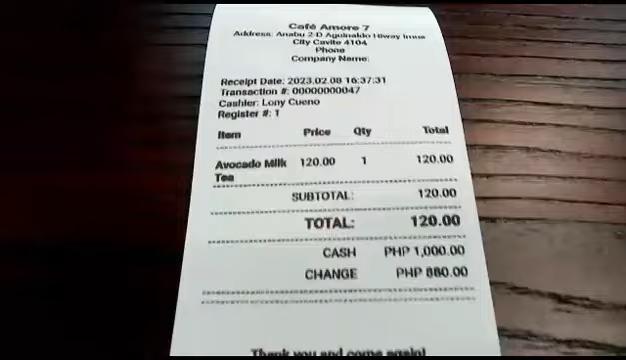 Café Amore 7
Address: Anabu 2-D Aguinaldo Hiway Imus
City Cavite 4104
Phone
Company Name:
Receipt Date: 2023.02.08 16:37:31
Transaction #: 00000000047
Cashier: Lony Cueno
Register #: 1
Item Price Qty Total
Avocado Milk 120.00 1 120.00
Tea
SUBTOTAL: 120.00
TOTAL: 120.00
CASH PHP 1,000.00
CHANGE PHP 880.00
Thank you and come again!